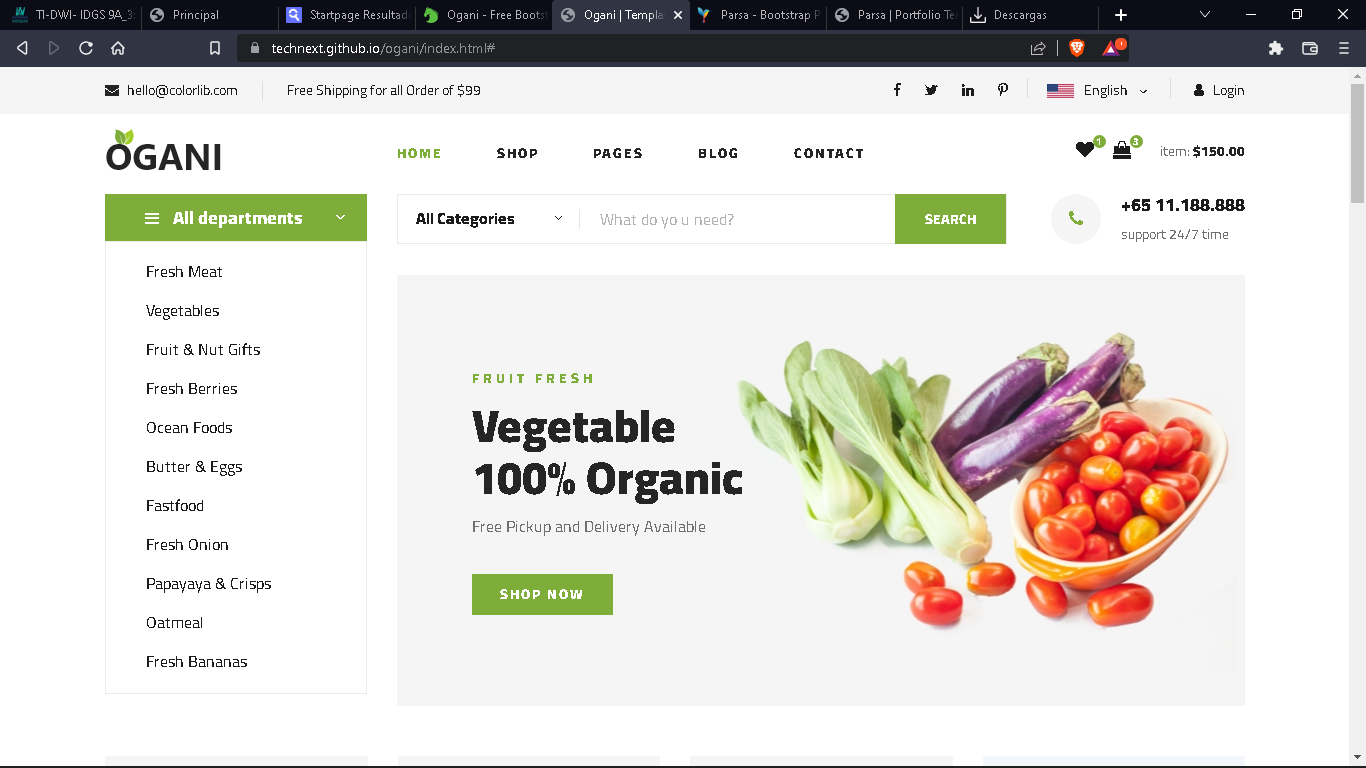 TI-DWI- IDGS 9A_3
Principal
Startpage Resultad
Ogani - Free Boots
Ogani | Templa
Parsa - Bootstrap P
Parsa | Portfolio Te
Descargas
technext.github.io/ogani/index.html#
hello@colorlib.com
Free Shipping for all Order of $99
English
Login
OGANI
HOME
SHOP
PAGES
BLOG
CONTACT
1
3
item: $150.00
All departments
All Categories
What do yo u need?
SEARCH
+65 11.188.888
support 24/7 time
Fresh Meat
Vegetables
Fruit & Nut Gifts
Fresh Berries
Ocean Foods
Butter & Eggs
Fastfood
Fresh Onion
Papayaya & Crisps
Oatmeal
Fresh Bananas
FRUIT FRESH
Vegetable
100% Organic
Free Pickup and Delivery Available
SHOP NOW